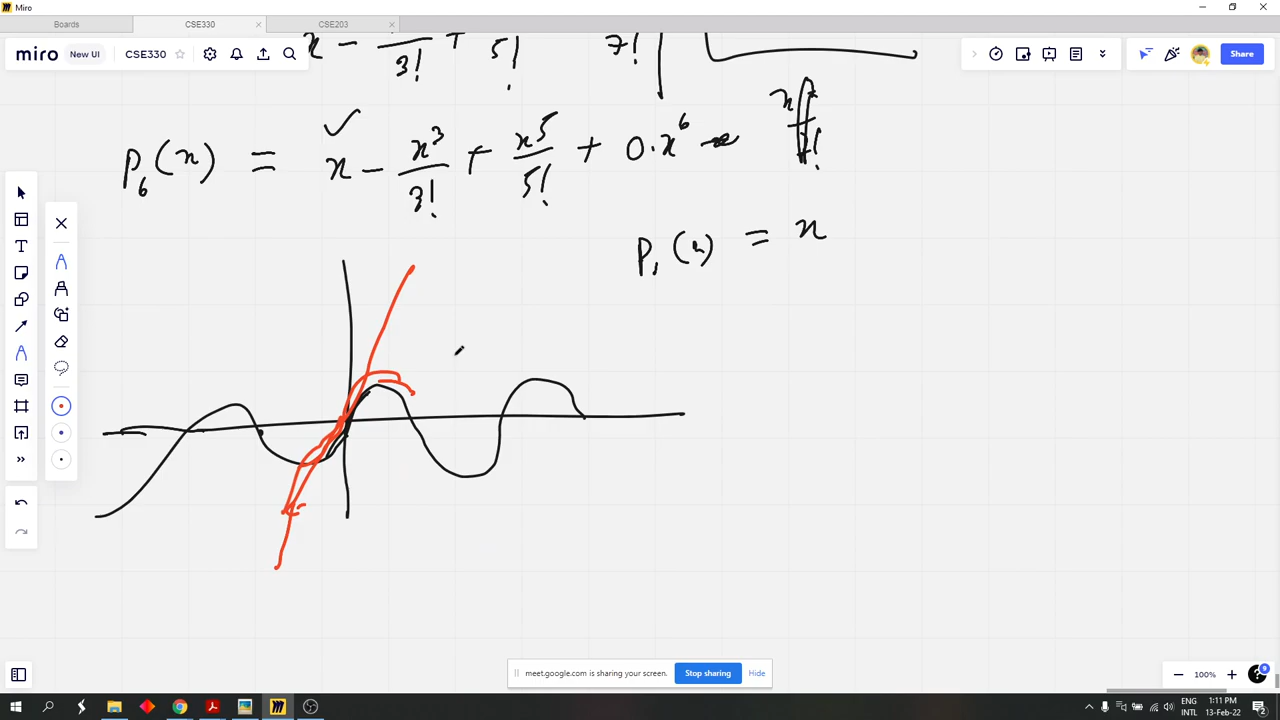 Miro
Boards
CSE330
CSE203
miro
New UI
CSE330
Share
x - — + —
3! 5! 7!
P₆(x) = x - x³/3! + x⁵/5! + 0·x⁶
P₁(x) = x
meet.google.com is sharing your screen.
Stop sharing
Hide
100%
9
1:11 PM
INTL
13-Feb-22
2